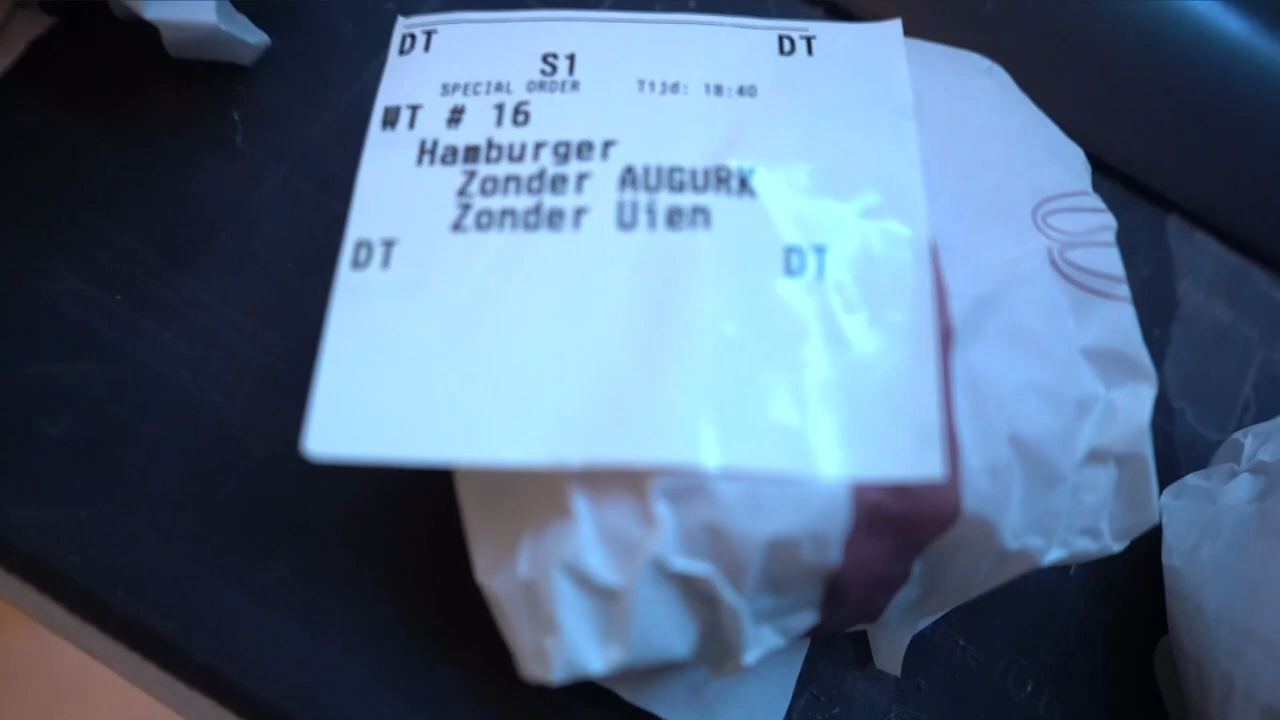 DT DT
S1
SPECIAL ORDER Tijd: 18:40
WT # 16
Hamburger
Zonder AUGURK
Zonder Uien
DT DT